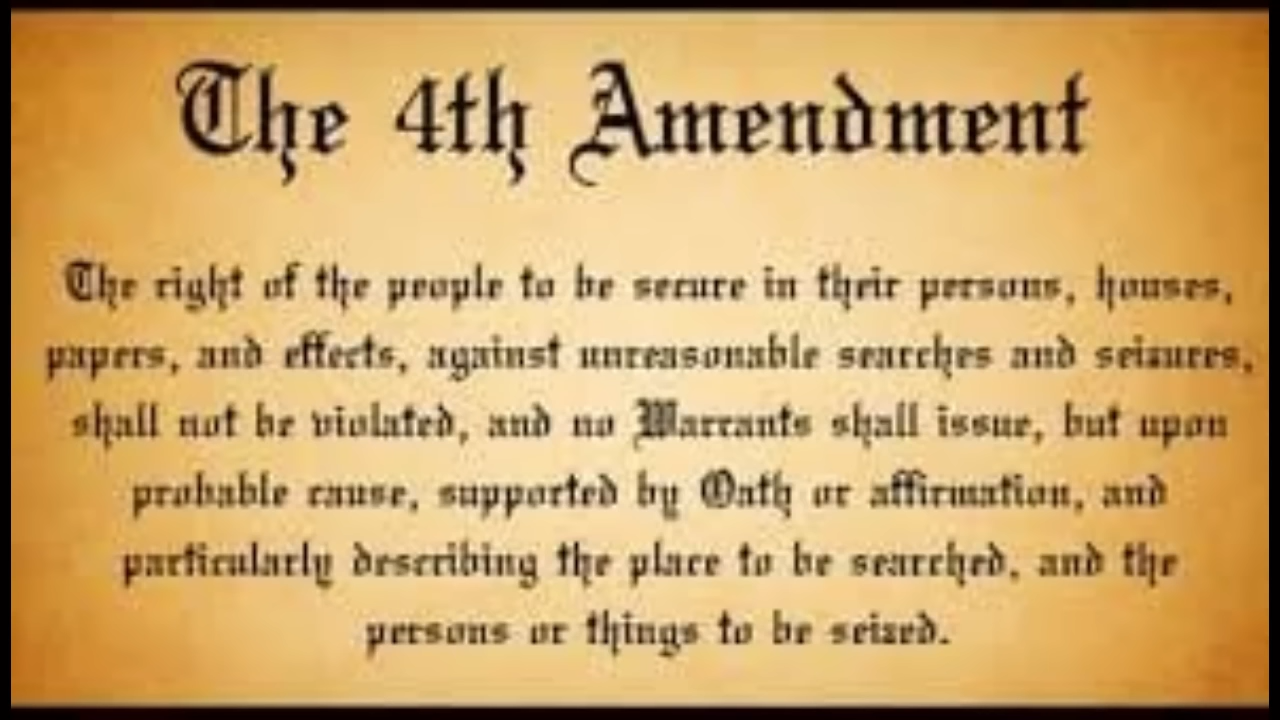 The 4th Amendment
The right of the people to be secure in their persons, houses,
papers, and effects, against unreasonable searches and seizures,
shall not be violated, and no Warrants shall issue, but upon
probable cause, supported by Oath or affirmation, and
particularly describing the place to be searched, and the
persons or things to be seized.